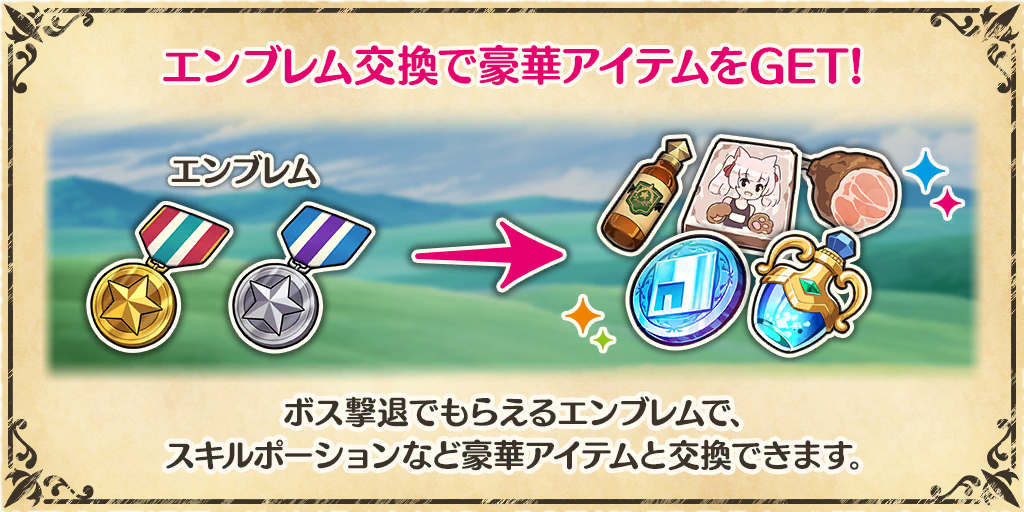 エンブレム交換で豪華アイテムをGET!
エンブレム
ボス撃退でもらえるエンブレムで、
スキルポーションなど豪華アイテムと交換できます。